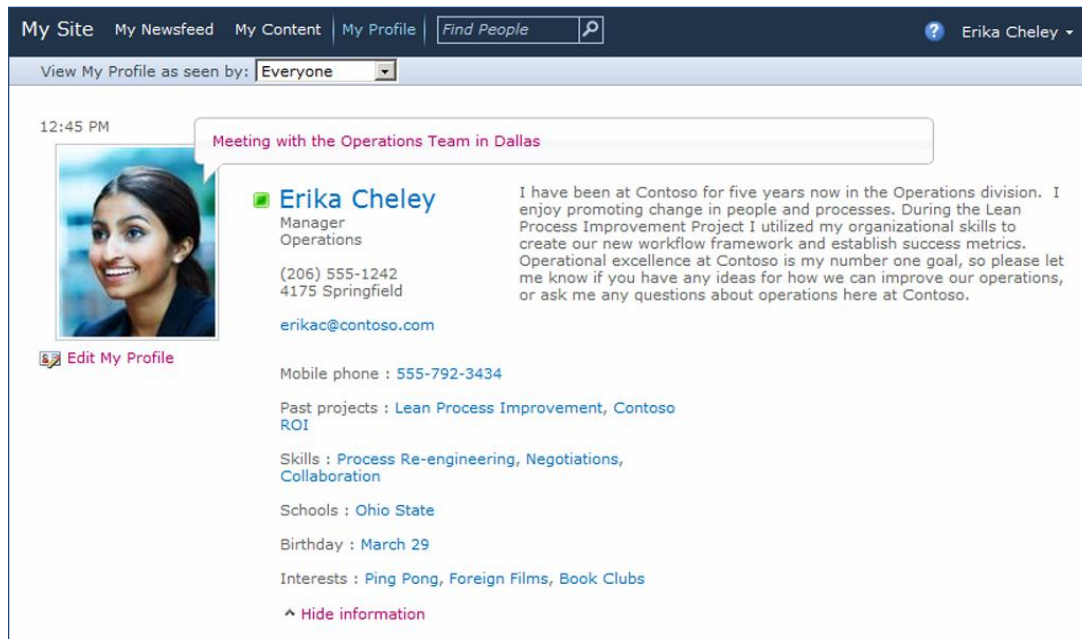 My Site My Newsfeed My Content My Profile Find People Erika Cheley
View My Profile as seen by: Everyone
12:45 PM
Meeting with the Operations Team in Dallas
Erika Cheley
Manager
Operations
(206) 555-1242
4175 Springfield
erikac@contoso.com
I have been at Contoso for five years now in the Operations division. I
enjoy promoting change in people and processes. During the Lean
Process Improvement Project I utilized my organizational skills to
create our new workflow framework and establish success metrics.
Operational excellence at Contoso is my number one goal, so please let
me know if you have any ideas for how we can improve our operations,
or ask me any questions about operations here at Contoso.
Edit My Profile
Mobile phone : 555-792-3434
Past projects : Lean Process Improvement, Contoso
ROI
Skills : Process Re-engineering, Negotiations,
Collaboration
Schools : Ohio State
Birthday : March 29
Interests : Ping Pong, Foreign Films, Book Clubs
Hide information